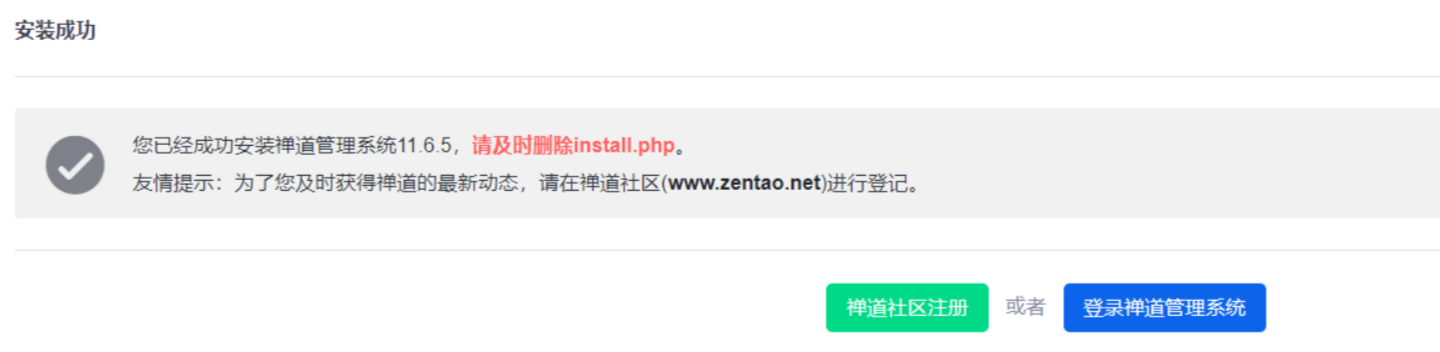 安装成功
您已经成功安装禅道管理系统11.6.5，请及时删除install.php。
友情提示：为了您及时获得禅道的最新动态，请在禅道社区(www.zentao.net)进行登记。
禅道社区注册 或者 登录禅道管理系统